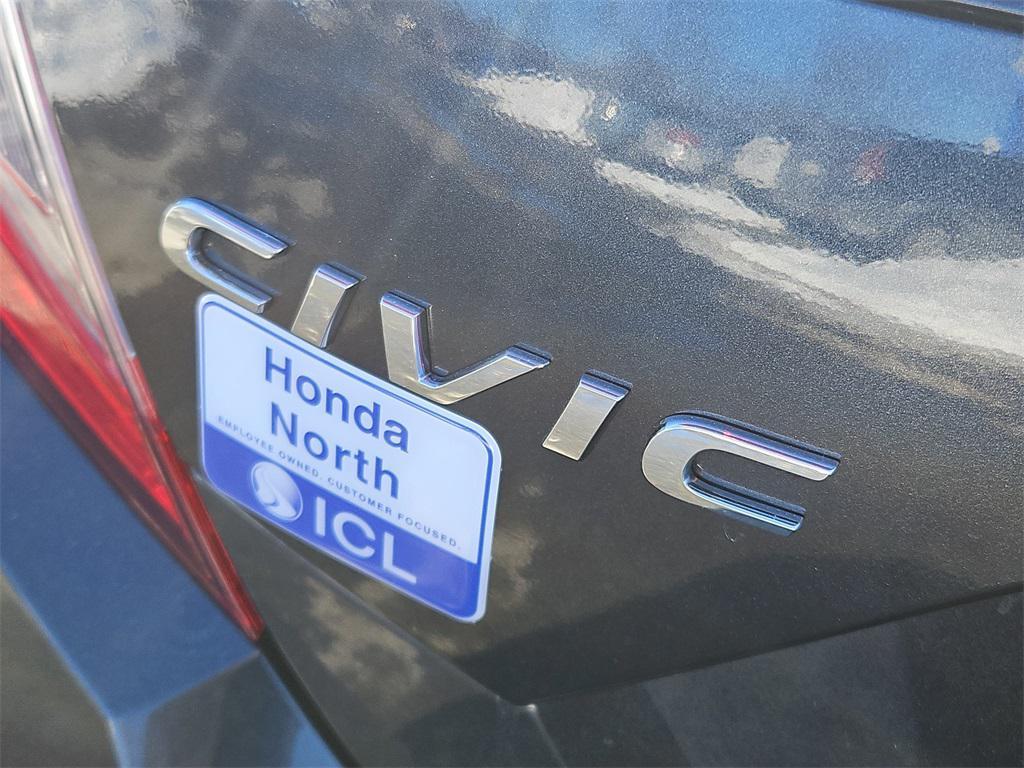 CIVIC
Honda
North
EMPLOYEE OWNED. CUSTOMER FOCUSED.
ICL